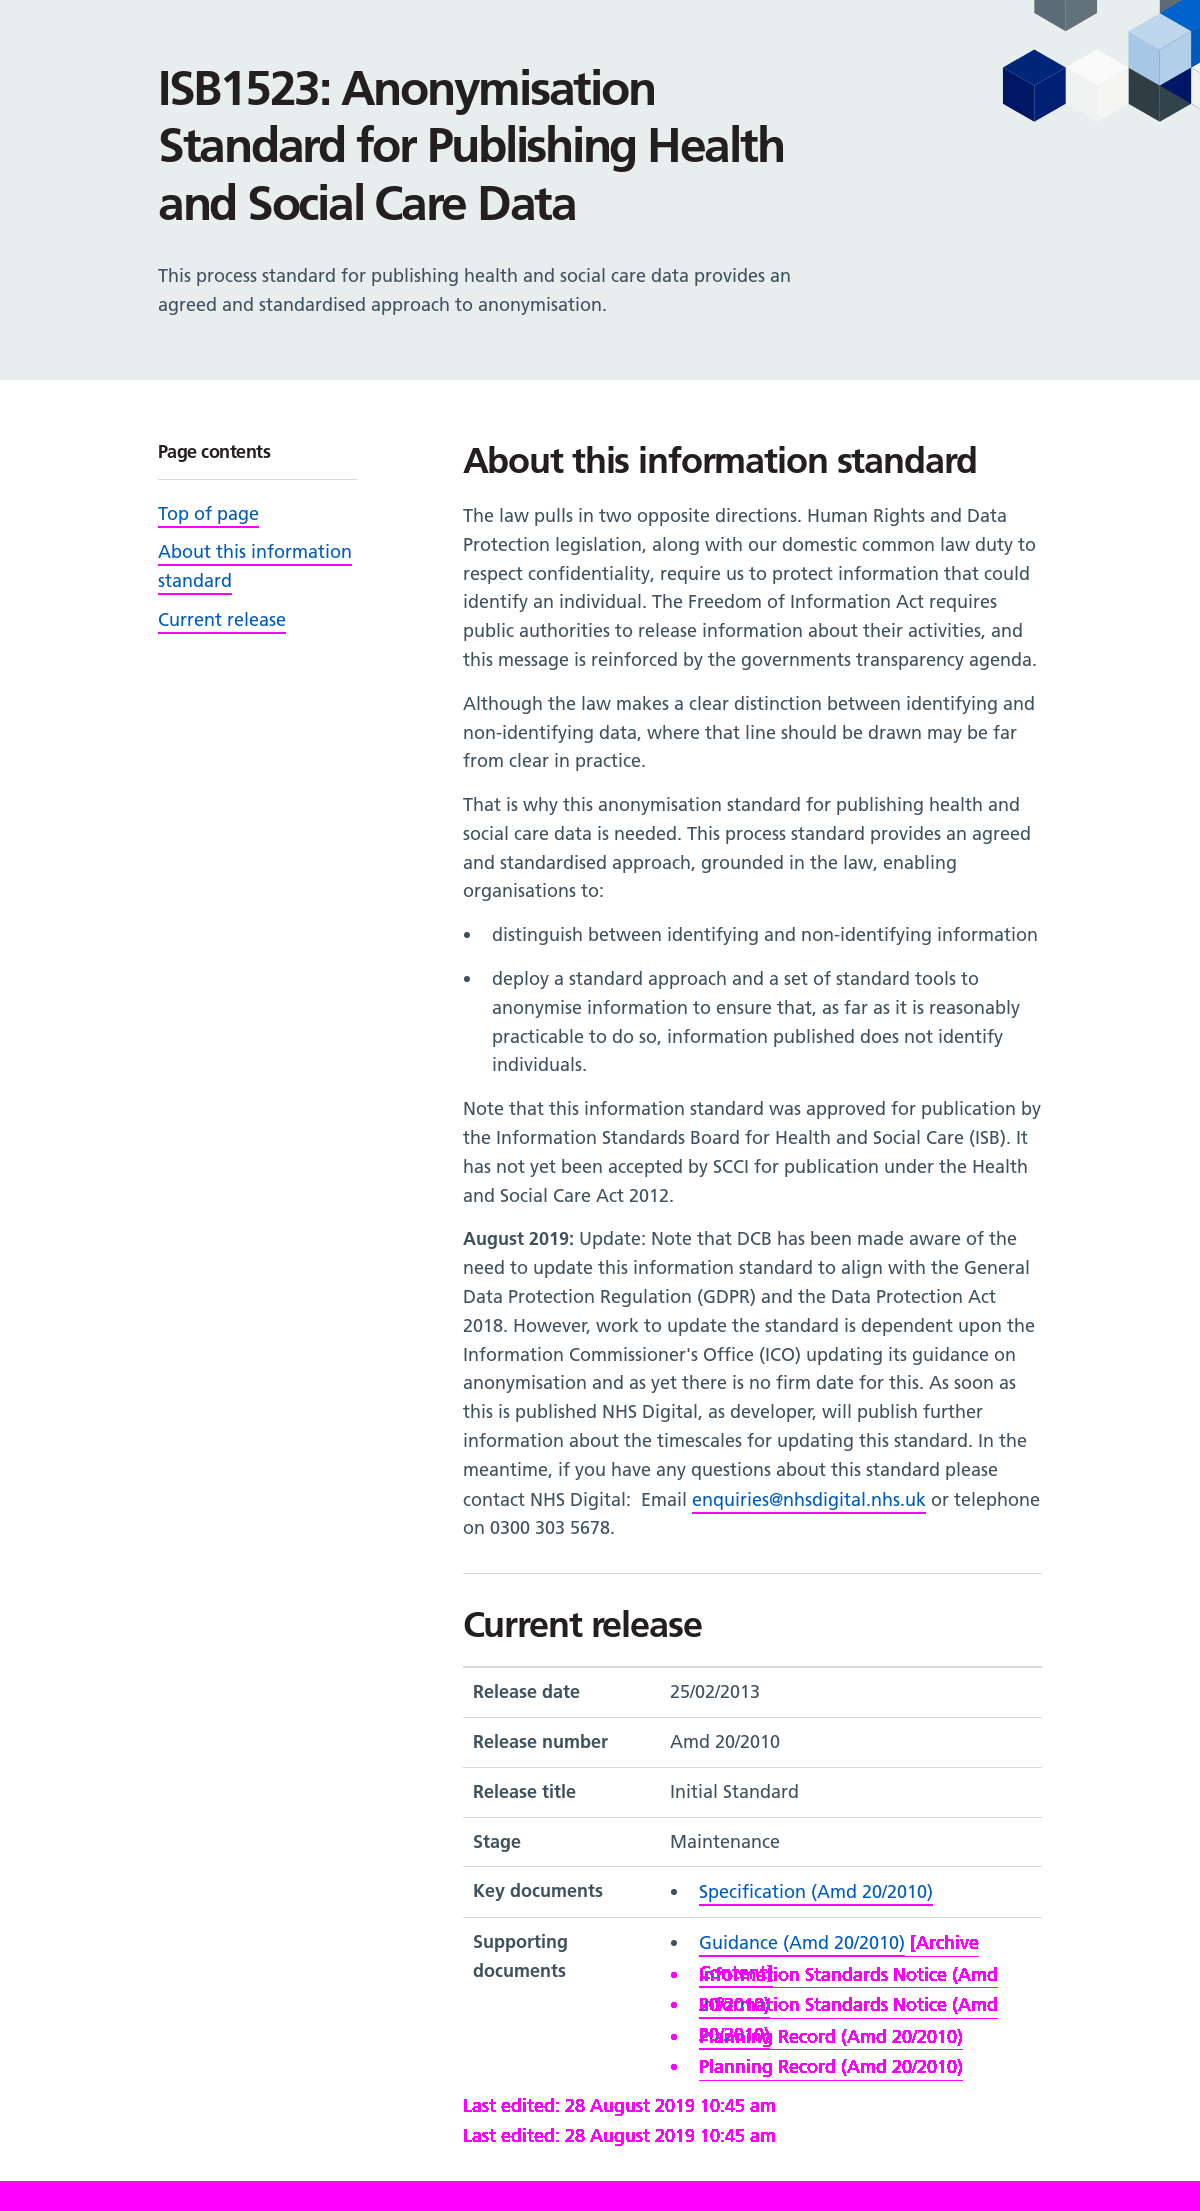 ISB1523: Anonymisation
Standard for Publishing Health
and Social Care Data
This process standard for publishing health and social care data provides an
agreed and standardised approach to anonymisation.
Page contents
Top of page
About this information
standard
Current release
About this information standard
The law pulls in two opposite directions. Human Rights and Data
Protection legislation, along with our domestic common law duty to
respect confidentiality, require us to protect information that could
identify an individual. The Freedom of Information Act requires
public authorities to release information about their activities, and
this message is reinforced by the governments transparency agenda.
Although the law makes a clear distinction between identifying and
non-identifying data, where that line should be drawn may be far
from clear in practice.
That is why this anonymisation standard for publishing health and
social care data is needed. This process standard provides an agreed
and standardised approach, grounded in the law, enabling
organisations to:
• distinguish between identifying and non-identifying information
• deploy a standard approach and a set of standard tools to
anonymise information to ensure that, as far as it is reasonably
practicable to do so, information published does not identify
individuals.
Note that this information standard was approved for publication by
the Information Standards Board for Health and Social Care (ISB). It
has not yet been accepted by SCCI for publication under the Health
and Social Care Act 2012.
August 2019: Update: Note that DCB has been made aware of the
need to update this information standard to align with the General
Data Protection Regulation (GDPR) and the Data Protection Act
2018. However, work to update the standard is dependent upon the
Information Commissioner's Office (ICO) updating its guidance on
anonymisation and as yet there is no firm date for this. As soon as
this is published NHS Digital, as developer, will publish further
information about the timescales for updating this standard. In the
meantime, if you have any questions about this standard please
contact NHS Digital:  Email enquiries@nhsdigital.nhs.uk or telephone
on 0300 303 5678.
Current release
Release date 25/02/2013
Release number Amd 20/2010
Release title Initial Standard
Stage Maintenance
Key documents • Specification (Amd 20/2010)
Supporting documents • Guidance (Amd 20/2010) [Archive
Content]
• Information Standards Notice (Amd
20/2010)
• Information Standards Notice (Amd
20/2010)
• Planning Record (Amd 20/2010)
• Planning Record (Amd 20/2010)
Last edited: 28 August 2019 10:45 am
Last edited: 28 August 2019 10:45 am